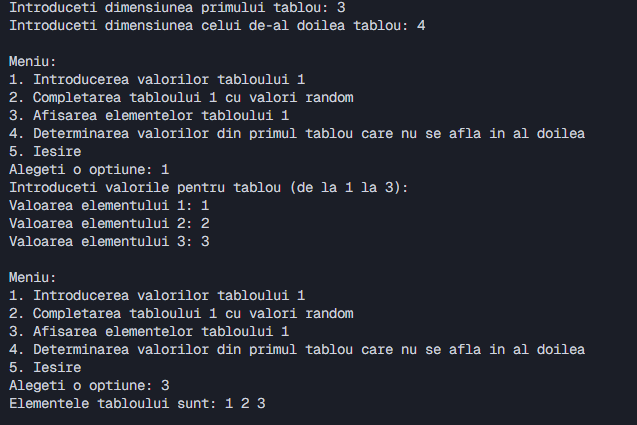 Introduceti dimensiunea primului tablou: 3
Introduceti dimensiunea celui de-al doilea tablou: 4
Meniu:
1. Introducerea valorilor tabloului 1
2. Completarea tabloului 1 cu valori random
3. Afisarea elementelor tabloului 1
4. Determinarea valorilor din primul tablou care nu se afla in al doilea
5. Iesire
Alegeti o optiune: 1
Introduceti valorile pentru tablou (de la 1 la 3):
Valoarea elementului 1: 1
Valoarea elementului 2: 2
Valoarea elementului 3: 3
Meniu:
1. Introducerea valorilor tabloului 1
2. Completarea tabloului 1 cu valori random
3. Afisarea elementelor tabloului 1
4. Determinarea valorilor din primul tablou care nu se afla in al doilea
5. Iesire
Alegeti o optiune: 3
Elementele tabloului sunt: 1 2 3